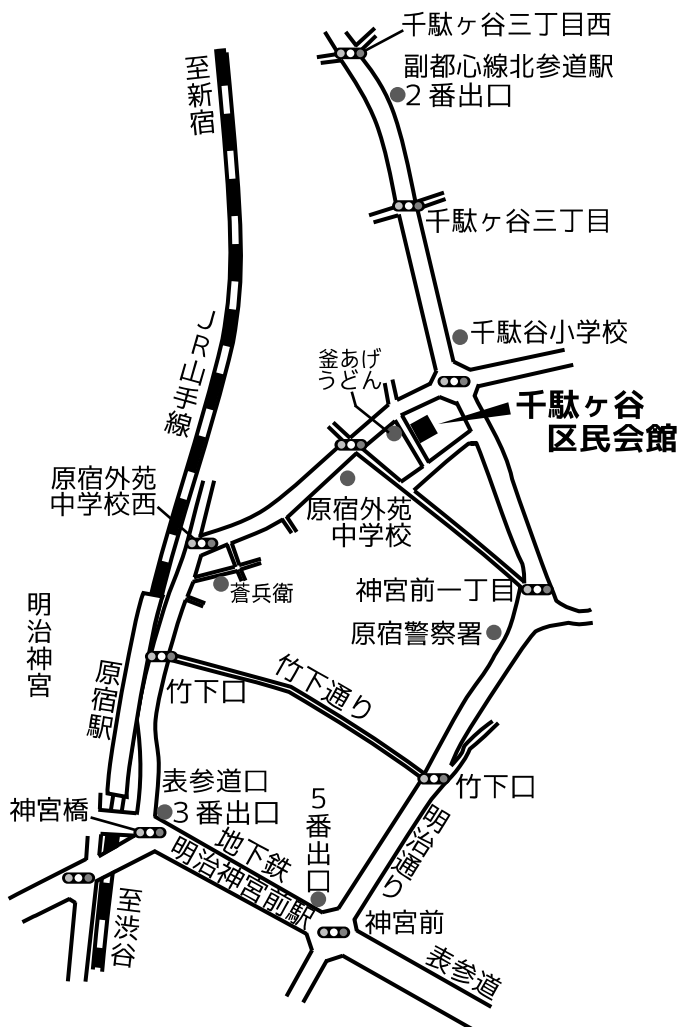 千駄ヶ谷三丁目西
副都心線北参道駅
２番出口
至新宿
千駄ヶ谷三丁目
千駄谷小学校
ＪＲ山手線
釜あげ
うどん
千駄ヶ谷
区民会館
原宿外苑
中学校西
原宿外苑
中学校
蒼兵衛
神宮前一丁目
明治神宮
原宿警察署
原宿駅
竹下口
竹下通り
表参道口
３番出口
神宮橋
５番出口
竹下口
地下鉄
明治神宮前駅
明治通り
至渋谷
神宮前
表参道